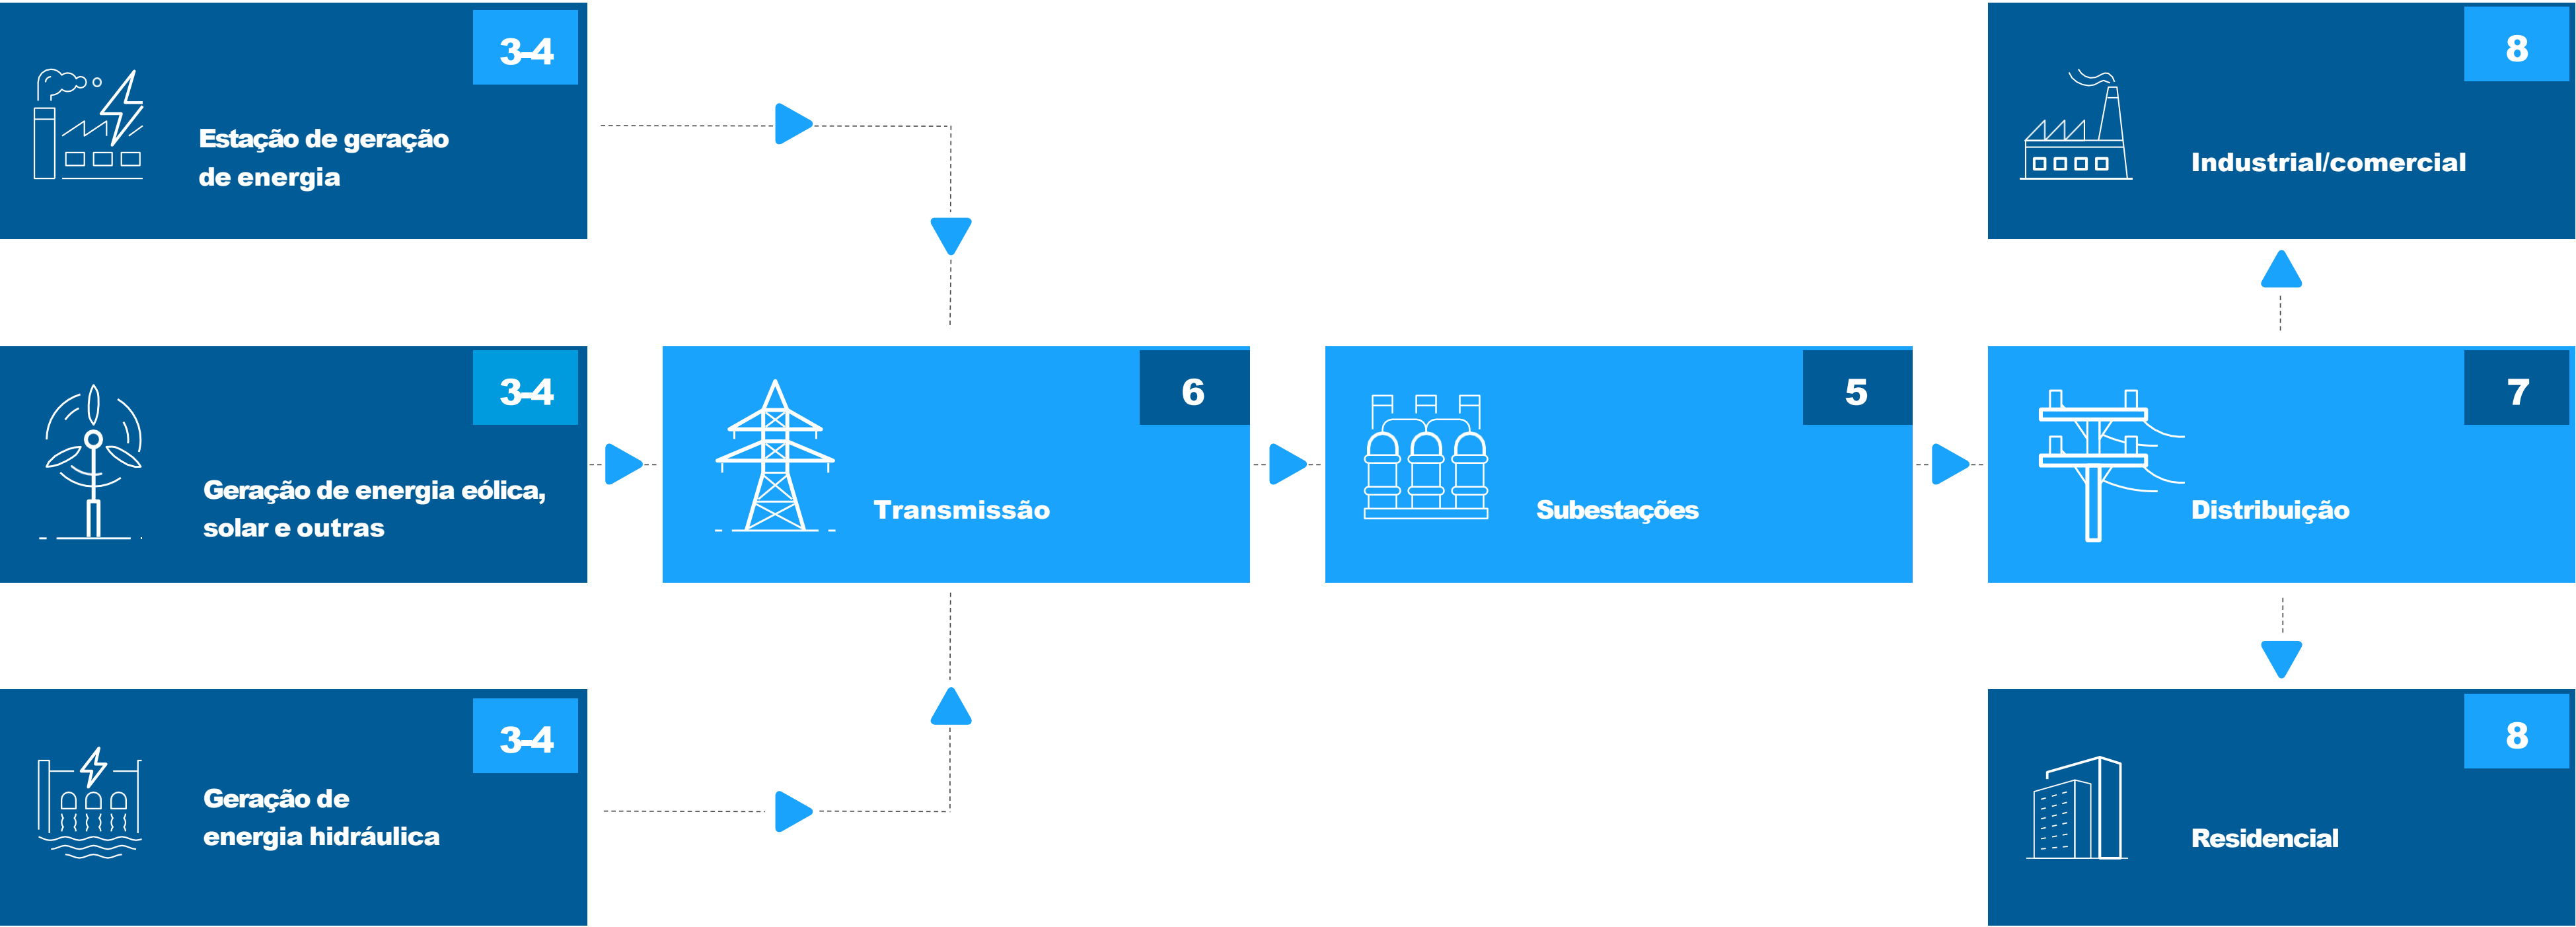 3-4
Estação de geração
de energia
8
Industrial/comercial
3-4
Geração de energia eólica,
solar e outras
6
Transmissão
5
Subestações
7
Distribuição
3-4
Geração de
energia hidráulica
8
Residencial